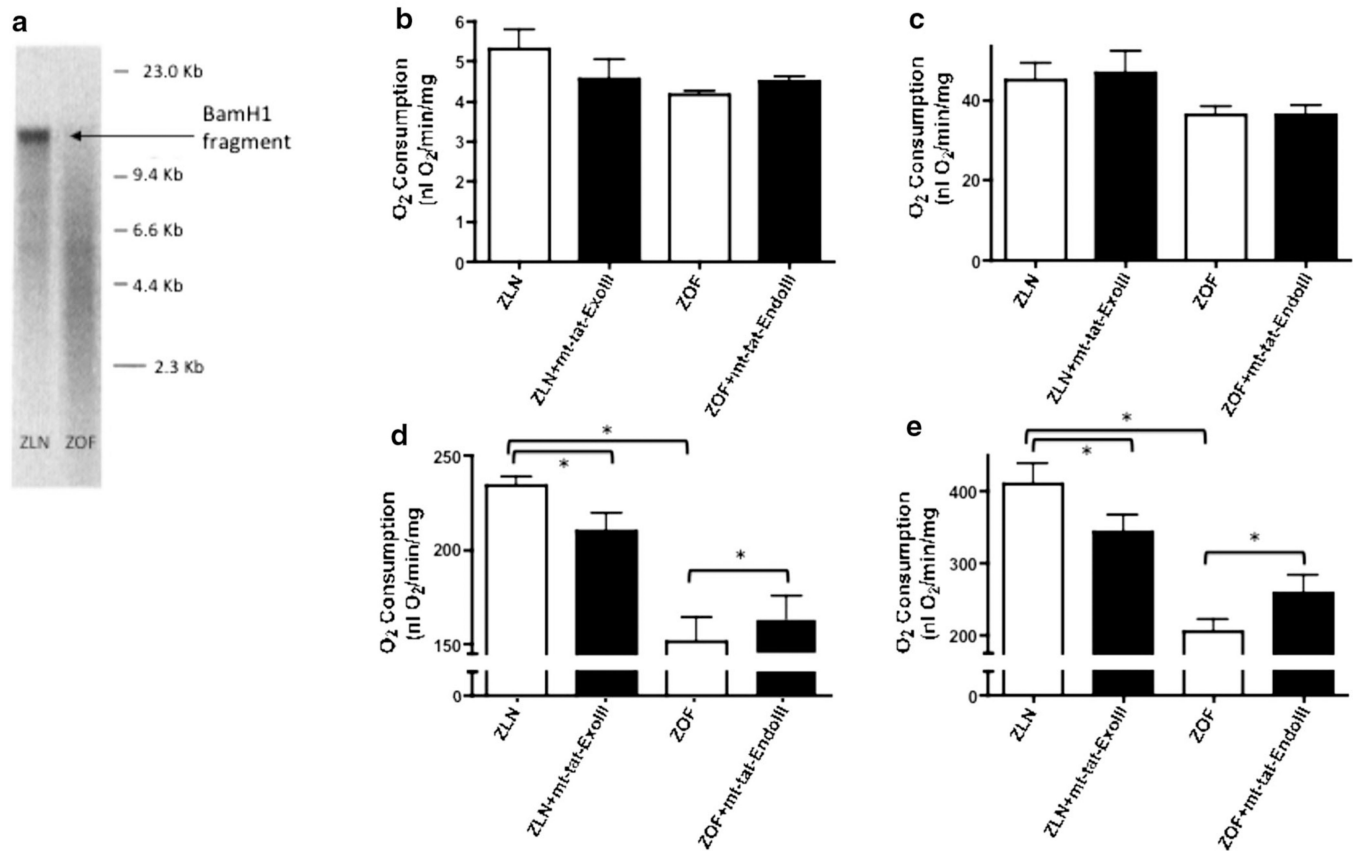 a
23.0 Kb
BamH1
fragment
9.4 Kb
6.6 Kb
4.4 Kb
2.3 Kb
ZLN ZOF
b
O2 Consumption
(nl O2/min/mg)
6
5
4
3
2
1
0
ZLN
ZLN+mt-tat-ExoIII
ZOF
ZOF+mt-tat-EndoIII
c
O2 Consumption
(nl O2/min/mg)
40
20
0
ZLN
ZLN+mt-tat-ExoIII
ZOF
ZOF+mt-tat-EndoIII
d
O2 Consumption
(nl O2/min/mg)
250
200
150
0
*
*
*
ZLN
ZLN+mt-tat-ExoIII
ZOF
ZOF+mt-tat-EndoIII
e
O2 Consumption
(nl O2/min/mg)
400
300
200
0
*
*
*
ZLN
ZLN+mt-tat-ExoIII
ZOF
ZOF+mt-tat-EndoIII